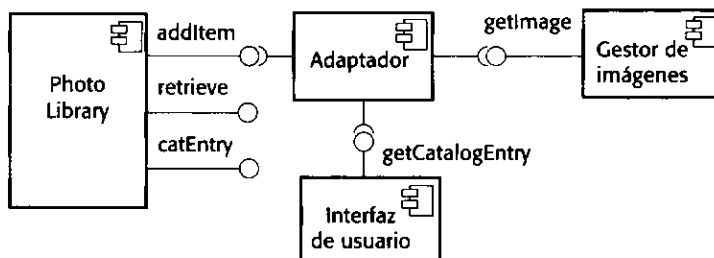 addItem
getImage
Adaptador
Gestor de
imágenes
Photo
Library
retrieve
catEntry
getCatalogEntry
Interfaz
de usuario